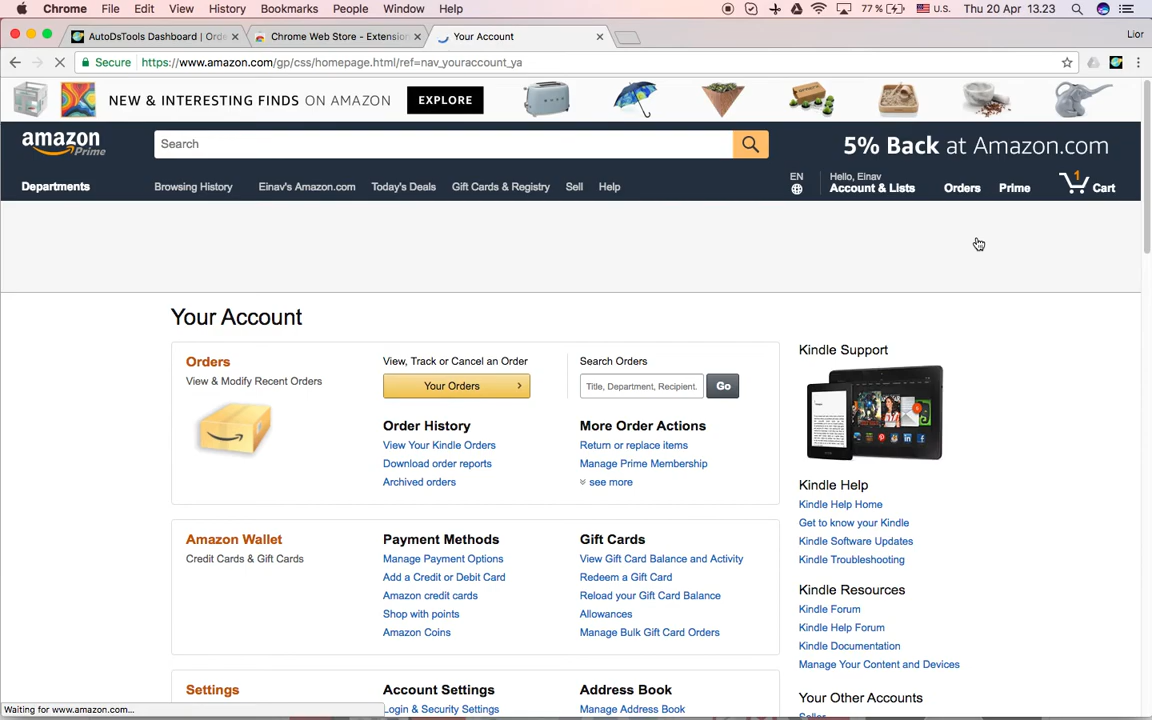 Chrome File Edit View History Bookmarks People Window Help 77 % U.S. Thu 20 Apr 13.23
AutoDsTools Dashboard | Orde Chrome Web Store - Extension Your Account Lior
Secure https://www.amazon.com/gp/css/homepage.html/ref=nav_youraccount_ya
NEW & INTERESTING FINDS ON AMAZON EXPLORE
amazon Prime
Search
5% Back at Amazon.com
Departments Browsing History Einav's Amazon.com Today's Deals Gift Cards & Registry Sell Help
EN
Hello, Einav
Account & Lists Orders Prime 1 Cart
Your Account
Orders
View & Modify Recent Orders
View, Track or Cancel an Order
Your Orders
Search Orders
Title, Department, Recipient. Go
Order History
View Your Kindle Orders
Download order reports
Archived orders
More Order Actions
Return or replace items
Manage Prime Membership
see more
Amazon Wallet
Credit Cards & Gift Cards
Payment Methods
Manage Payment Options
Add a Credit or Debit Card
Amazon credit cards
Shop with points
Amazon Coins
Gift Cards
View Gift Card Balance and Activity
Redeem a Gift Card
Reload your Gift Card Balance
Allowances
Manage Bulk Gift Card Orders
Settings
Account Settings
Login & Security Settings
Address Book
Manage Address Book
Kindle Support
Kindle Help
Kindle Help Home
Get to know your Kindle
Kindle Software Updates
Kindle Troubleshooting
Kindle Resources
Kindle Forum
Kindle Help Forum
Kindle Documentation
Manage Your Content and Devices
Your Other Accounts
Seller
Waiting for www.amazon.com...